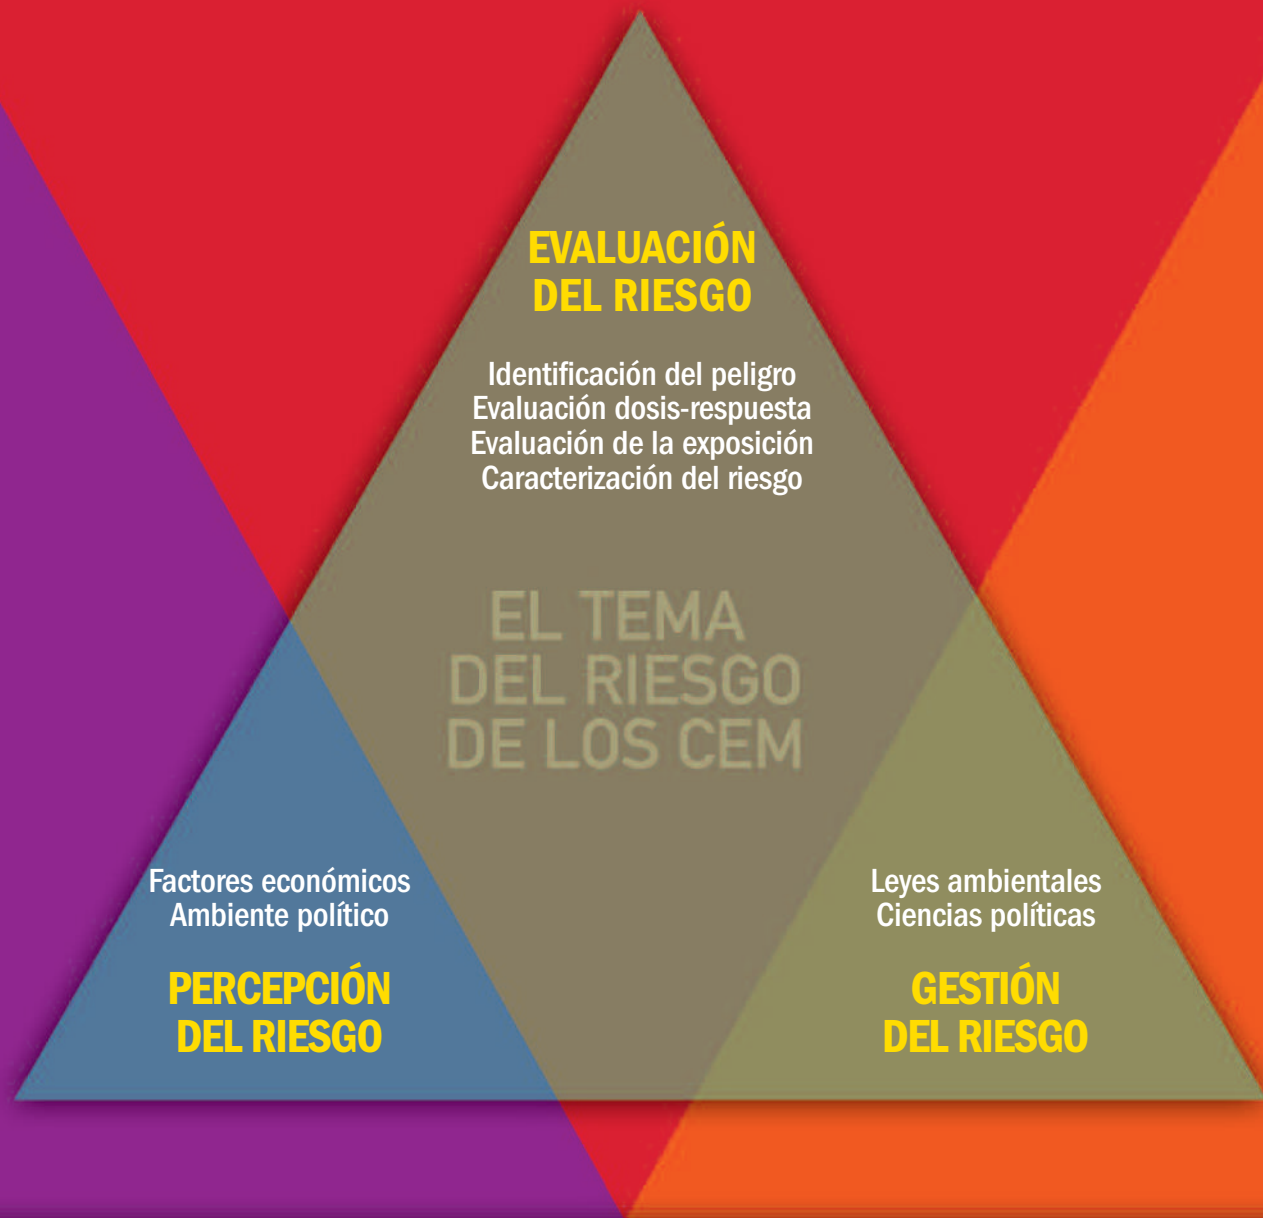 EVALUACIÓN
DEL RIESGO
Identificación del peligro
Evaluación dosis-respuesta
Evaluación de la exposición
Caracterización del riesgo
EL TEMA
DEL RIESGO
DE LOS CEM
Factores económicos
Ambiente político
PERCEPCIÓN
DEL RIESGO
Leyes ambientales
Ciencias políticas
GESTIÓN
DEL RIESGO